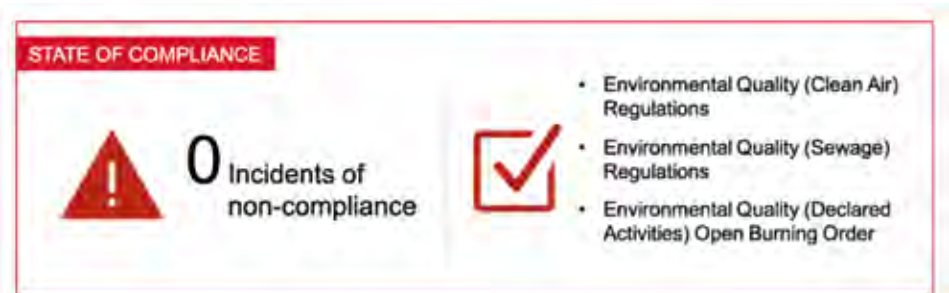 STATE OF COMPLIANCE
0 Incidents of
non-compliance
• Environmental Quality (Clean Air)
Regulations
• Environmental Quality (Sewage)
Regulations
• Environmental Quality (Declared
Activities) Open Burning Order